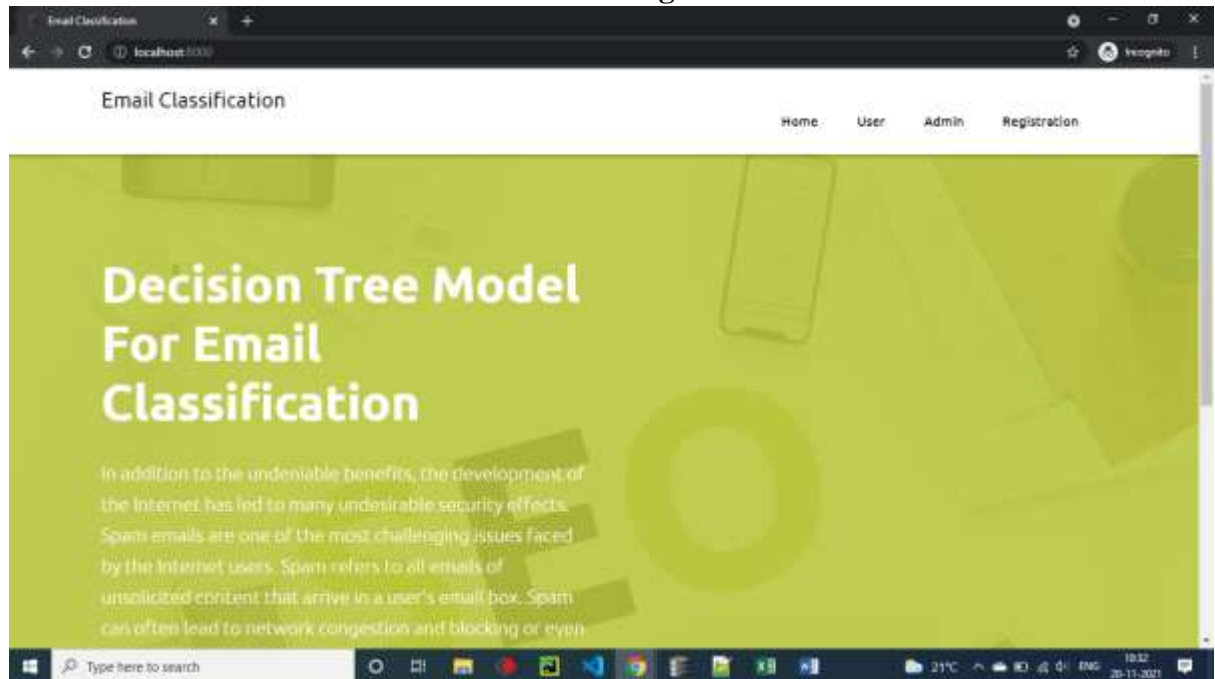 Email Classification
localhost:8000
Incognito
Email Classification
Home User Admin Registration
Decision Tree Model
For Email
Classification
In addition to the undeniable benefits, the development of
the Internet has led to many undesirable security effects.
Spam emails are one of the most challenging issues faced
by the Internet users. Spam refers to all emails of
unsolicited content that arrive in a user's email box. Spam
can often lead to network congestion and blocking or even
Type here to search
21°C
ENG
10:32
20-11-2021